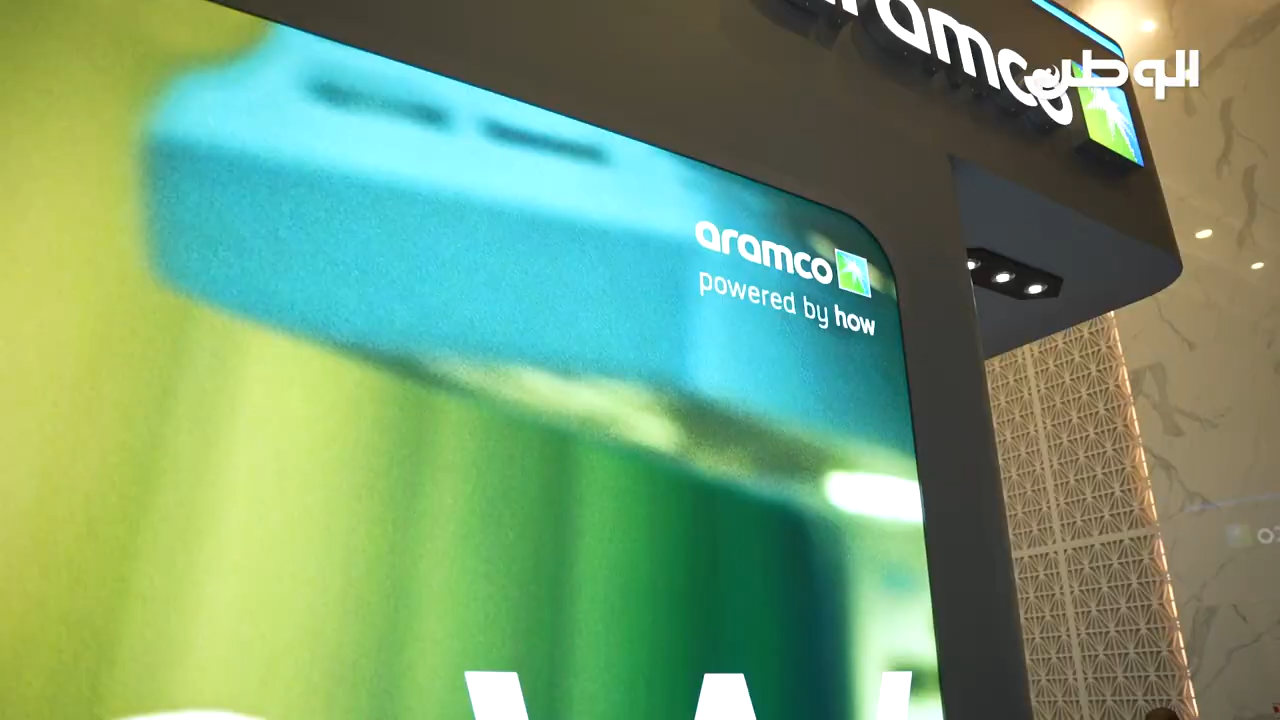 aramco
الوطن
aramco
powered by how